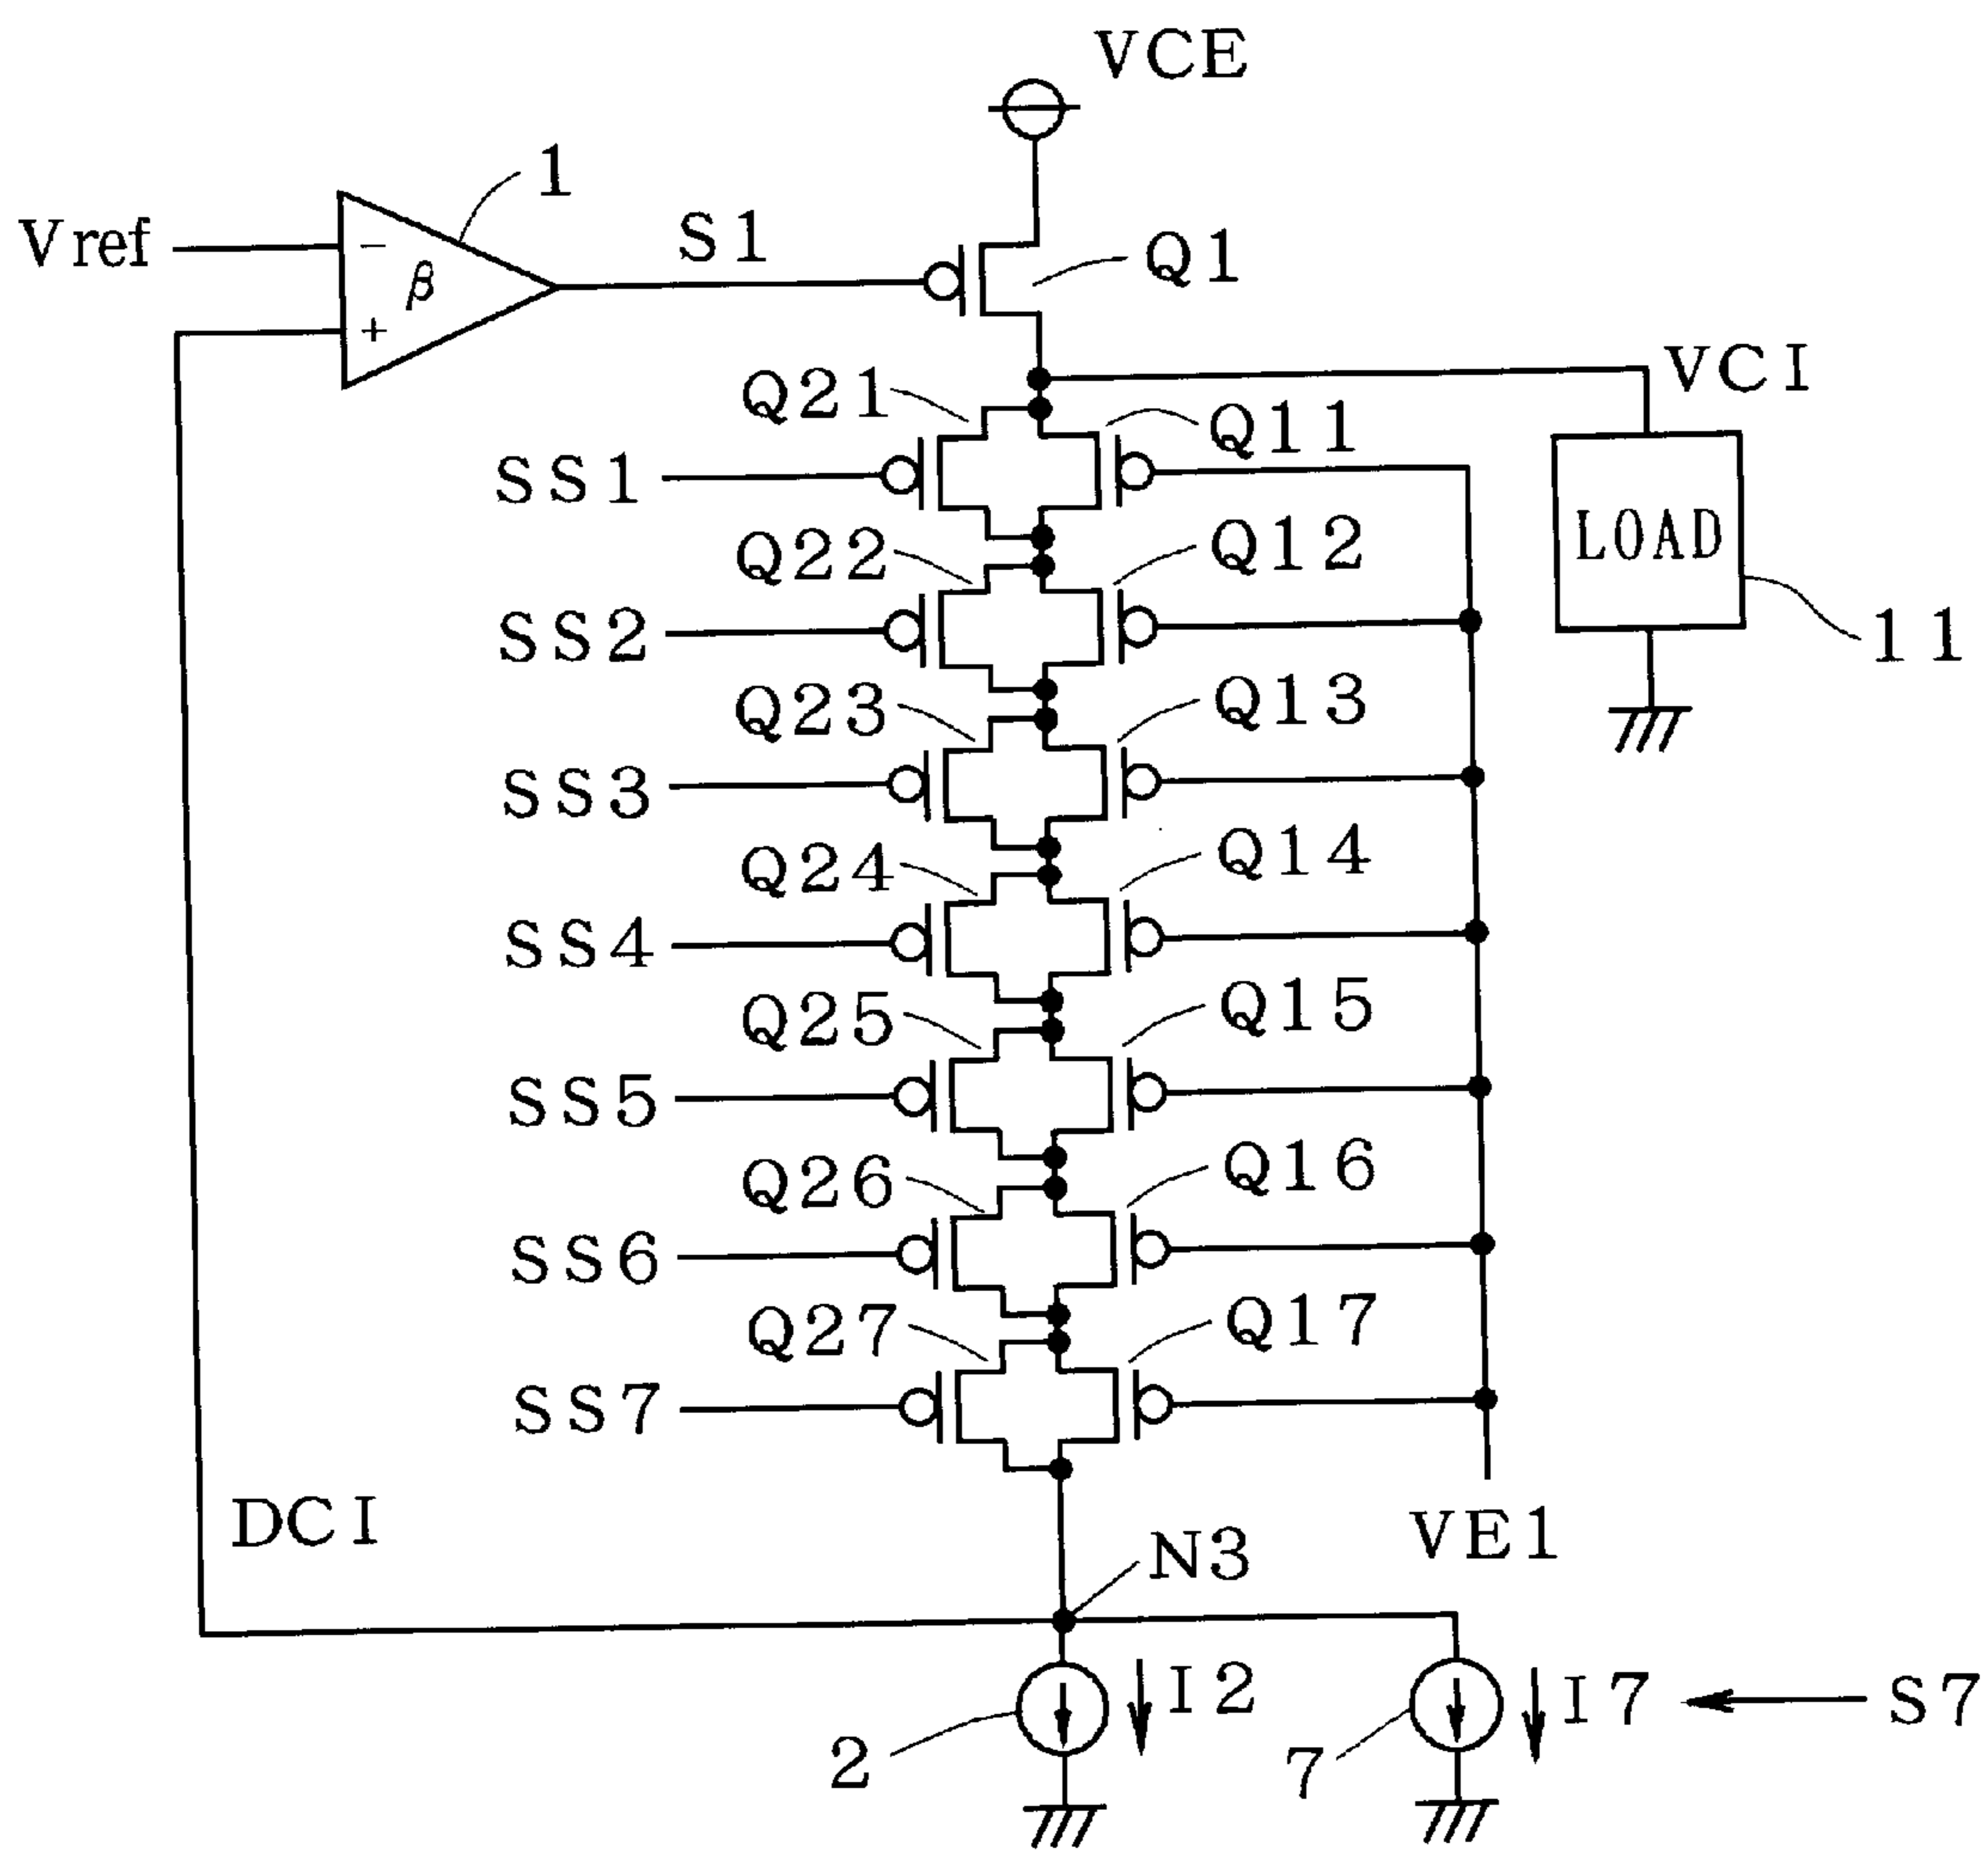 VCE
1
Vref
−
β
+
S1
Q1
VCI
Q21
Q11
SS1
LOAD
Q22
Q12
SS2
11
Q23
Q13
SS3
Q24
Q14
SS4
Q25
Q15
SS5
Q26
Q16
SS6
Q27
Q17
SS7
DCI
VE1
N3
I2
I7
S7
2
7